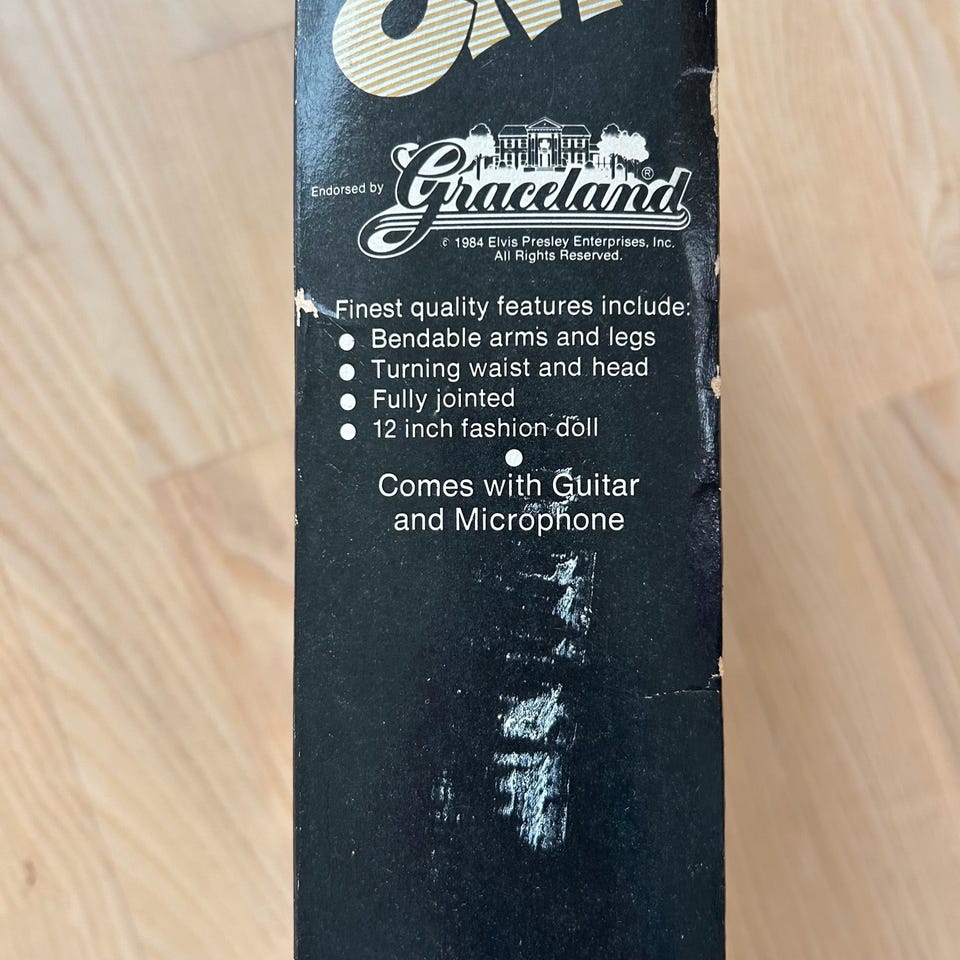 Endorsed by Graceland ®
© 1984 Elvis Presley Enterprises, Inc.
All Rights Reserved.
Finest quality features include:
● Bendable arms and legs
● Turning waist and head
● Fully jointed
● 12 inch fashion doll
●
Comes with Guitar
and Microphone